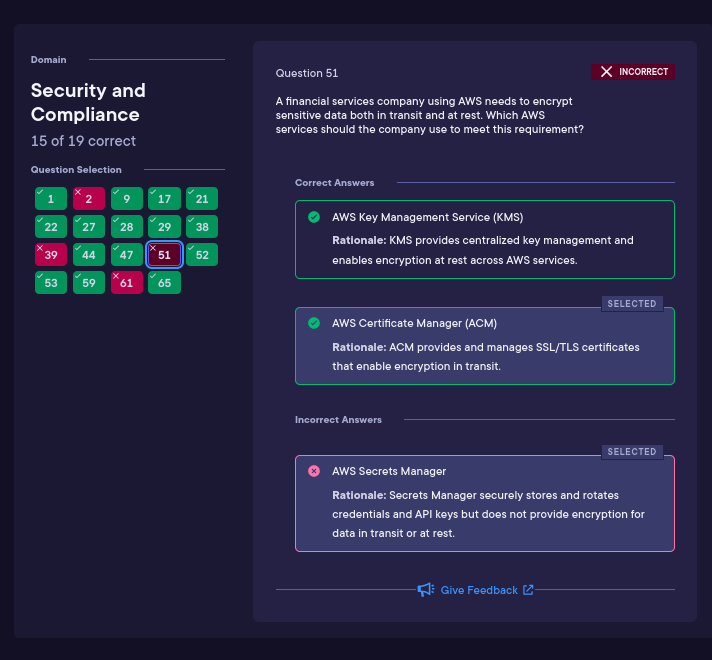 Domain
Security and
Compliance
15 of 19 correct
Question Selection
1 2 9 17 21
22 27 28 29 38
39 44 47 51 52
53 59 61 65
Question 51
INCORRECT
A financial services company using AWS needs to encrypt
sensitive data both in transit and at rest. Which AWS
services should the company use to meet this requirement?
Correct Answers
AWS Key Management Service (KMS)
Rationale: KMS provides centralized key management and
enables encryption at rest across AWS services.
SELECTED
AWS Certificate Manager (ACM)
Rationale: ACM provides and manages SSL/TLS certificates
that enable encryption in transit.
Incorrect Answers
SELECTED
AWS Secrets Manager
Rationale: Secrets Manager securely stores and rotates
credentials and API keys but does not provide encryption for
data in transit or at rest.
Give Feedback